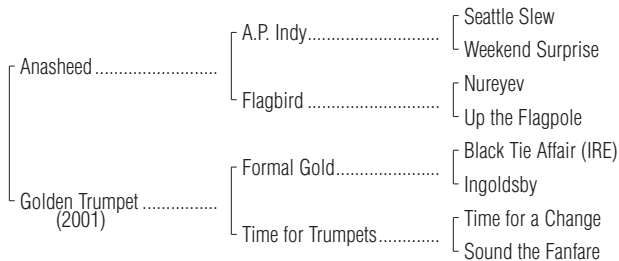 Seattle Slew
A.P. Indy
Weekend Surprise
Anasheed
Nureyev
Flagbird
Up the Flagpole
Black Tie Affair (IRE)
Formal Gold
Ingoldsby
Golden Trumpet
(2001)
Time for a Change
Time for Trumpets
Sound the Fanfare